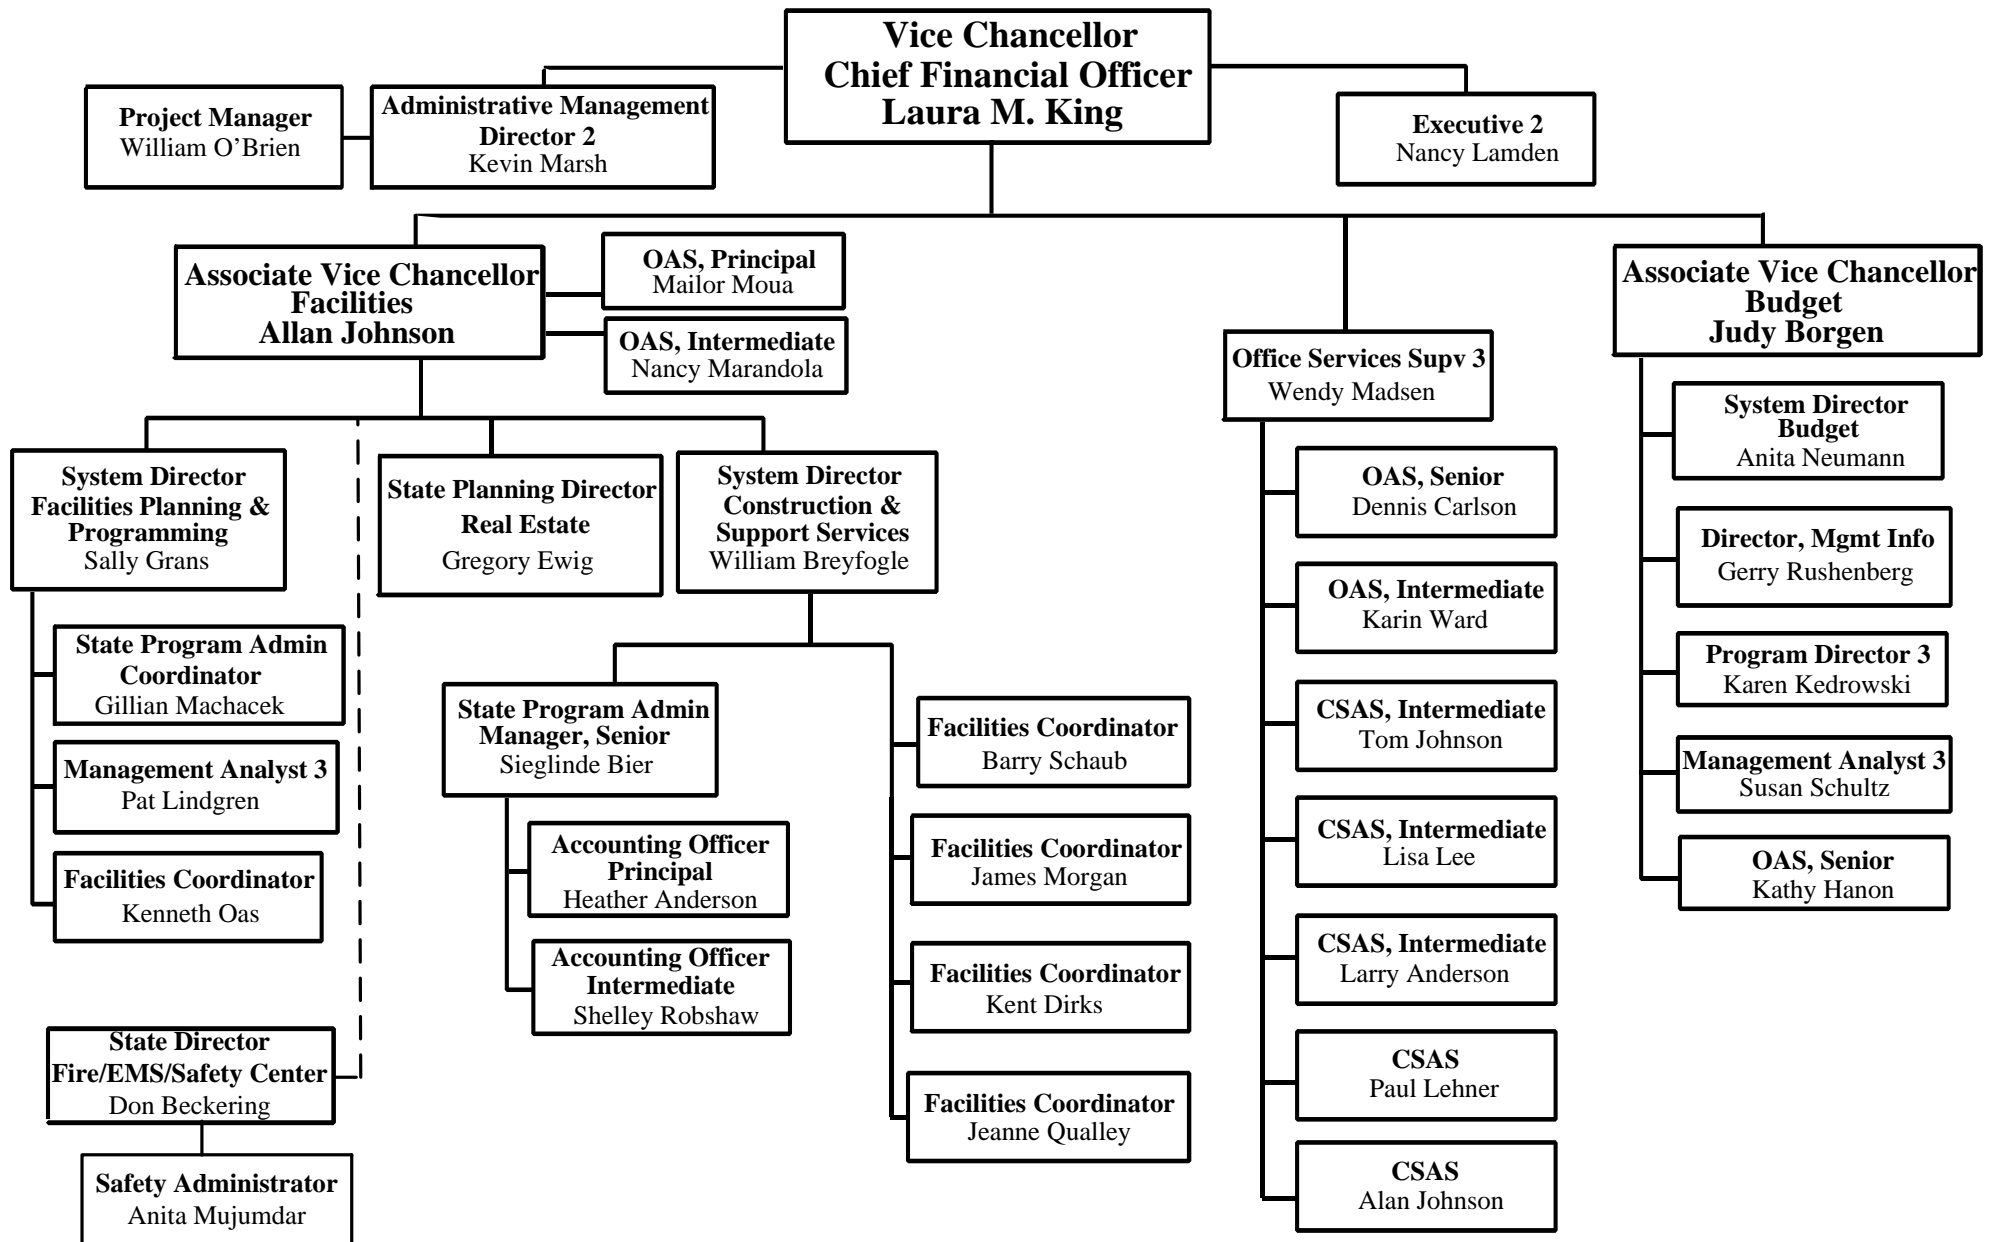 Vice Chancellor
Chief Financial Officer
Laura M. King
Project Manager
William O’Brien
Administrative Management
Director 2
Kevin Marsh
Executive 2
Nancy Lamden
Associate Vice Chancellor
Facilities
Allan Johnson
OAS, Principal
Mailor Moua
OAS, Intermediate
Nancy Marandola
Office Services Supv 3
Wendy Madsen
Associate Vice Chancellor
Budget
Judy Borgen
System Director
Facilities Planning &
Programming
Sally Grans
State Planning Director
Real Estate
Gregory Ewig
System Director
Construction &
Support Services
William Breyfogle
State Program Admin
Coordinator
Gillian Machacek
Management Analyst 3
Pat Lindgren
Facilities Coordinator
Kenneth Oas
State Director
Fire/EMS/Safety Center
Don Beckering
Safety Administrator
Anita Mujumdar
State Program Admin
Manager, Senior
Sieglinde Bier
Accounting Officer
Principal
Heather Anderson
Accounting Officer
Intermediate
Shelley Robshaw
Facilities Coordinator
Barry Schaub
Facilities Coordinator
James Morgan
Facilities Coordinator
Kent Dirks
Facilities Coordinator
Jeanne Qualley
OAS, Senior
Dennis Carlson
OAS, Intermediate
Karin Ward
CSAS, Intermediate
Tom Johnson
CSAS, Intermediate
Lisa Lee
CSAS, Intermediate
Larry Anderson
CSAS
Paul Lehner
CSAS
Alan Johnson
System Director
Budget
Anita Neumann
Director, Mgmt Info
Gerry Rushenberg
Program Director 3
Karen Kedrowski
Management Analyst 3
Susan Schultz
OAS, Senior
Kathy Hanon